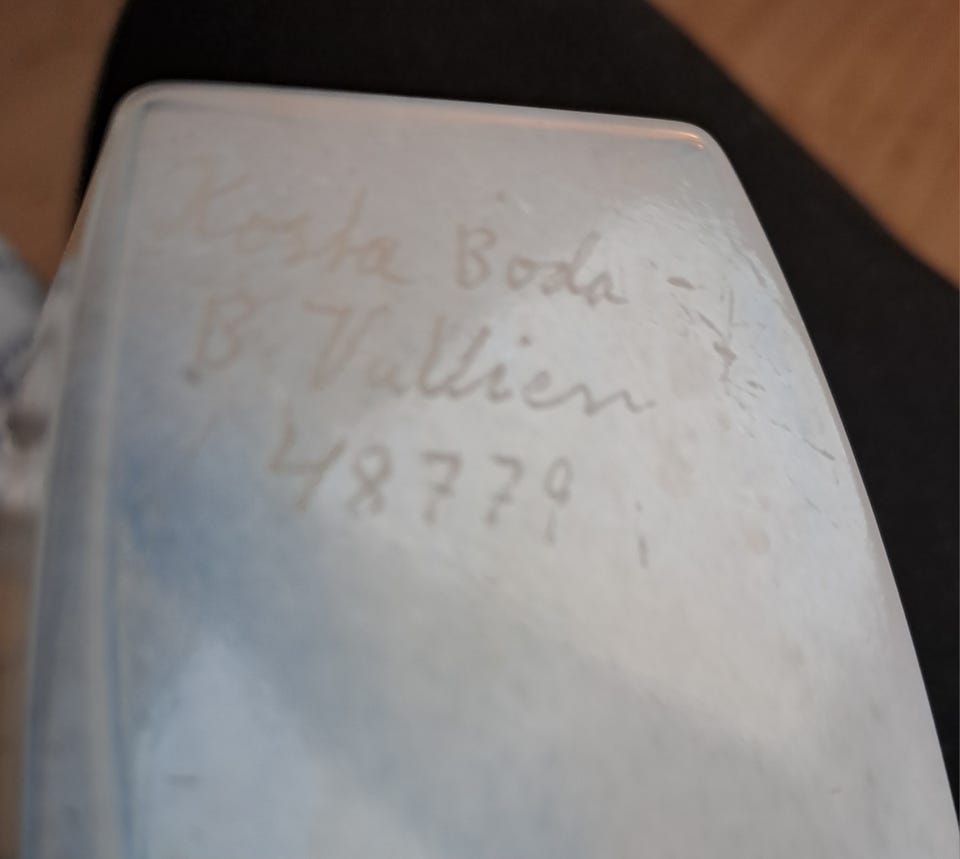 Kosta Boda -
B Vallien
48779